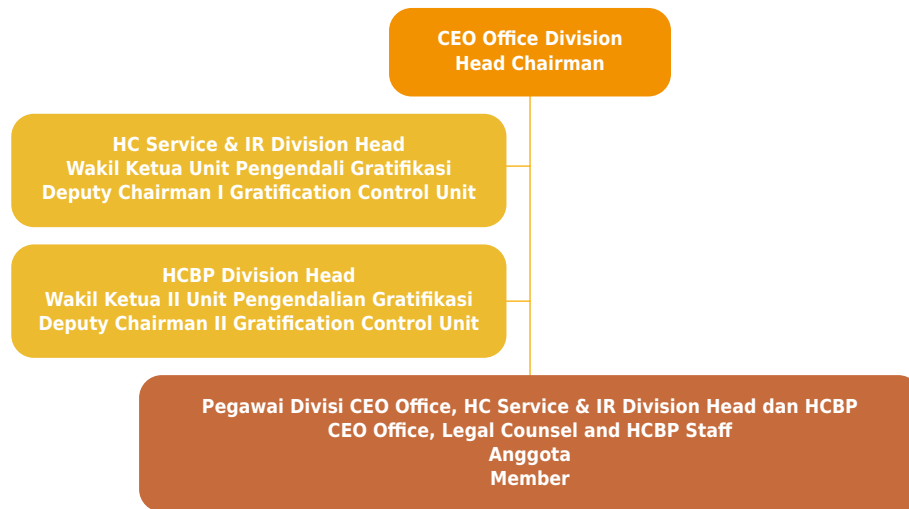 CEO Office Division
Head Chairman
HC Service & IR Division Head
Wakil Ketua Unit Pengendali Gratifikasi
Deputy Chairman I Gratification Control Unit
HCBP Division Head
Wakil Ketua II Unit Pengendalian Gratifikasi
Deputy Chairman II Gratification Control Unit
Pegawai Divisi CEO Office, HC Service & IR Division Head dan HCBP
CEO Office, Legal Counsel and HCBP Staff
Anggota
Member